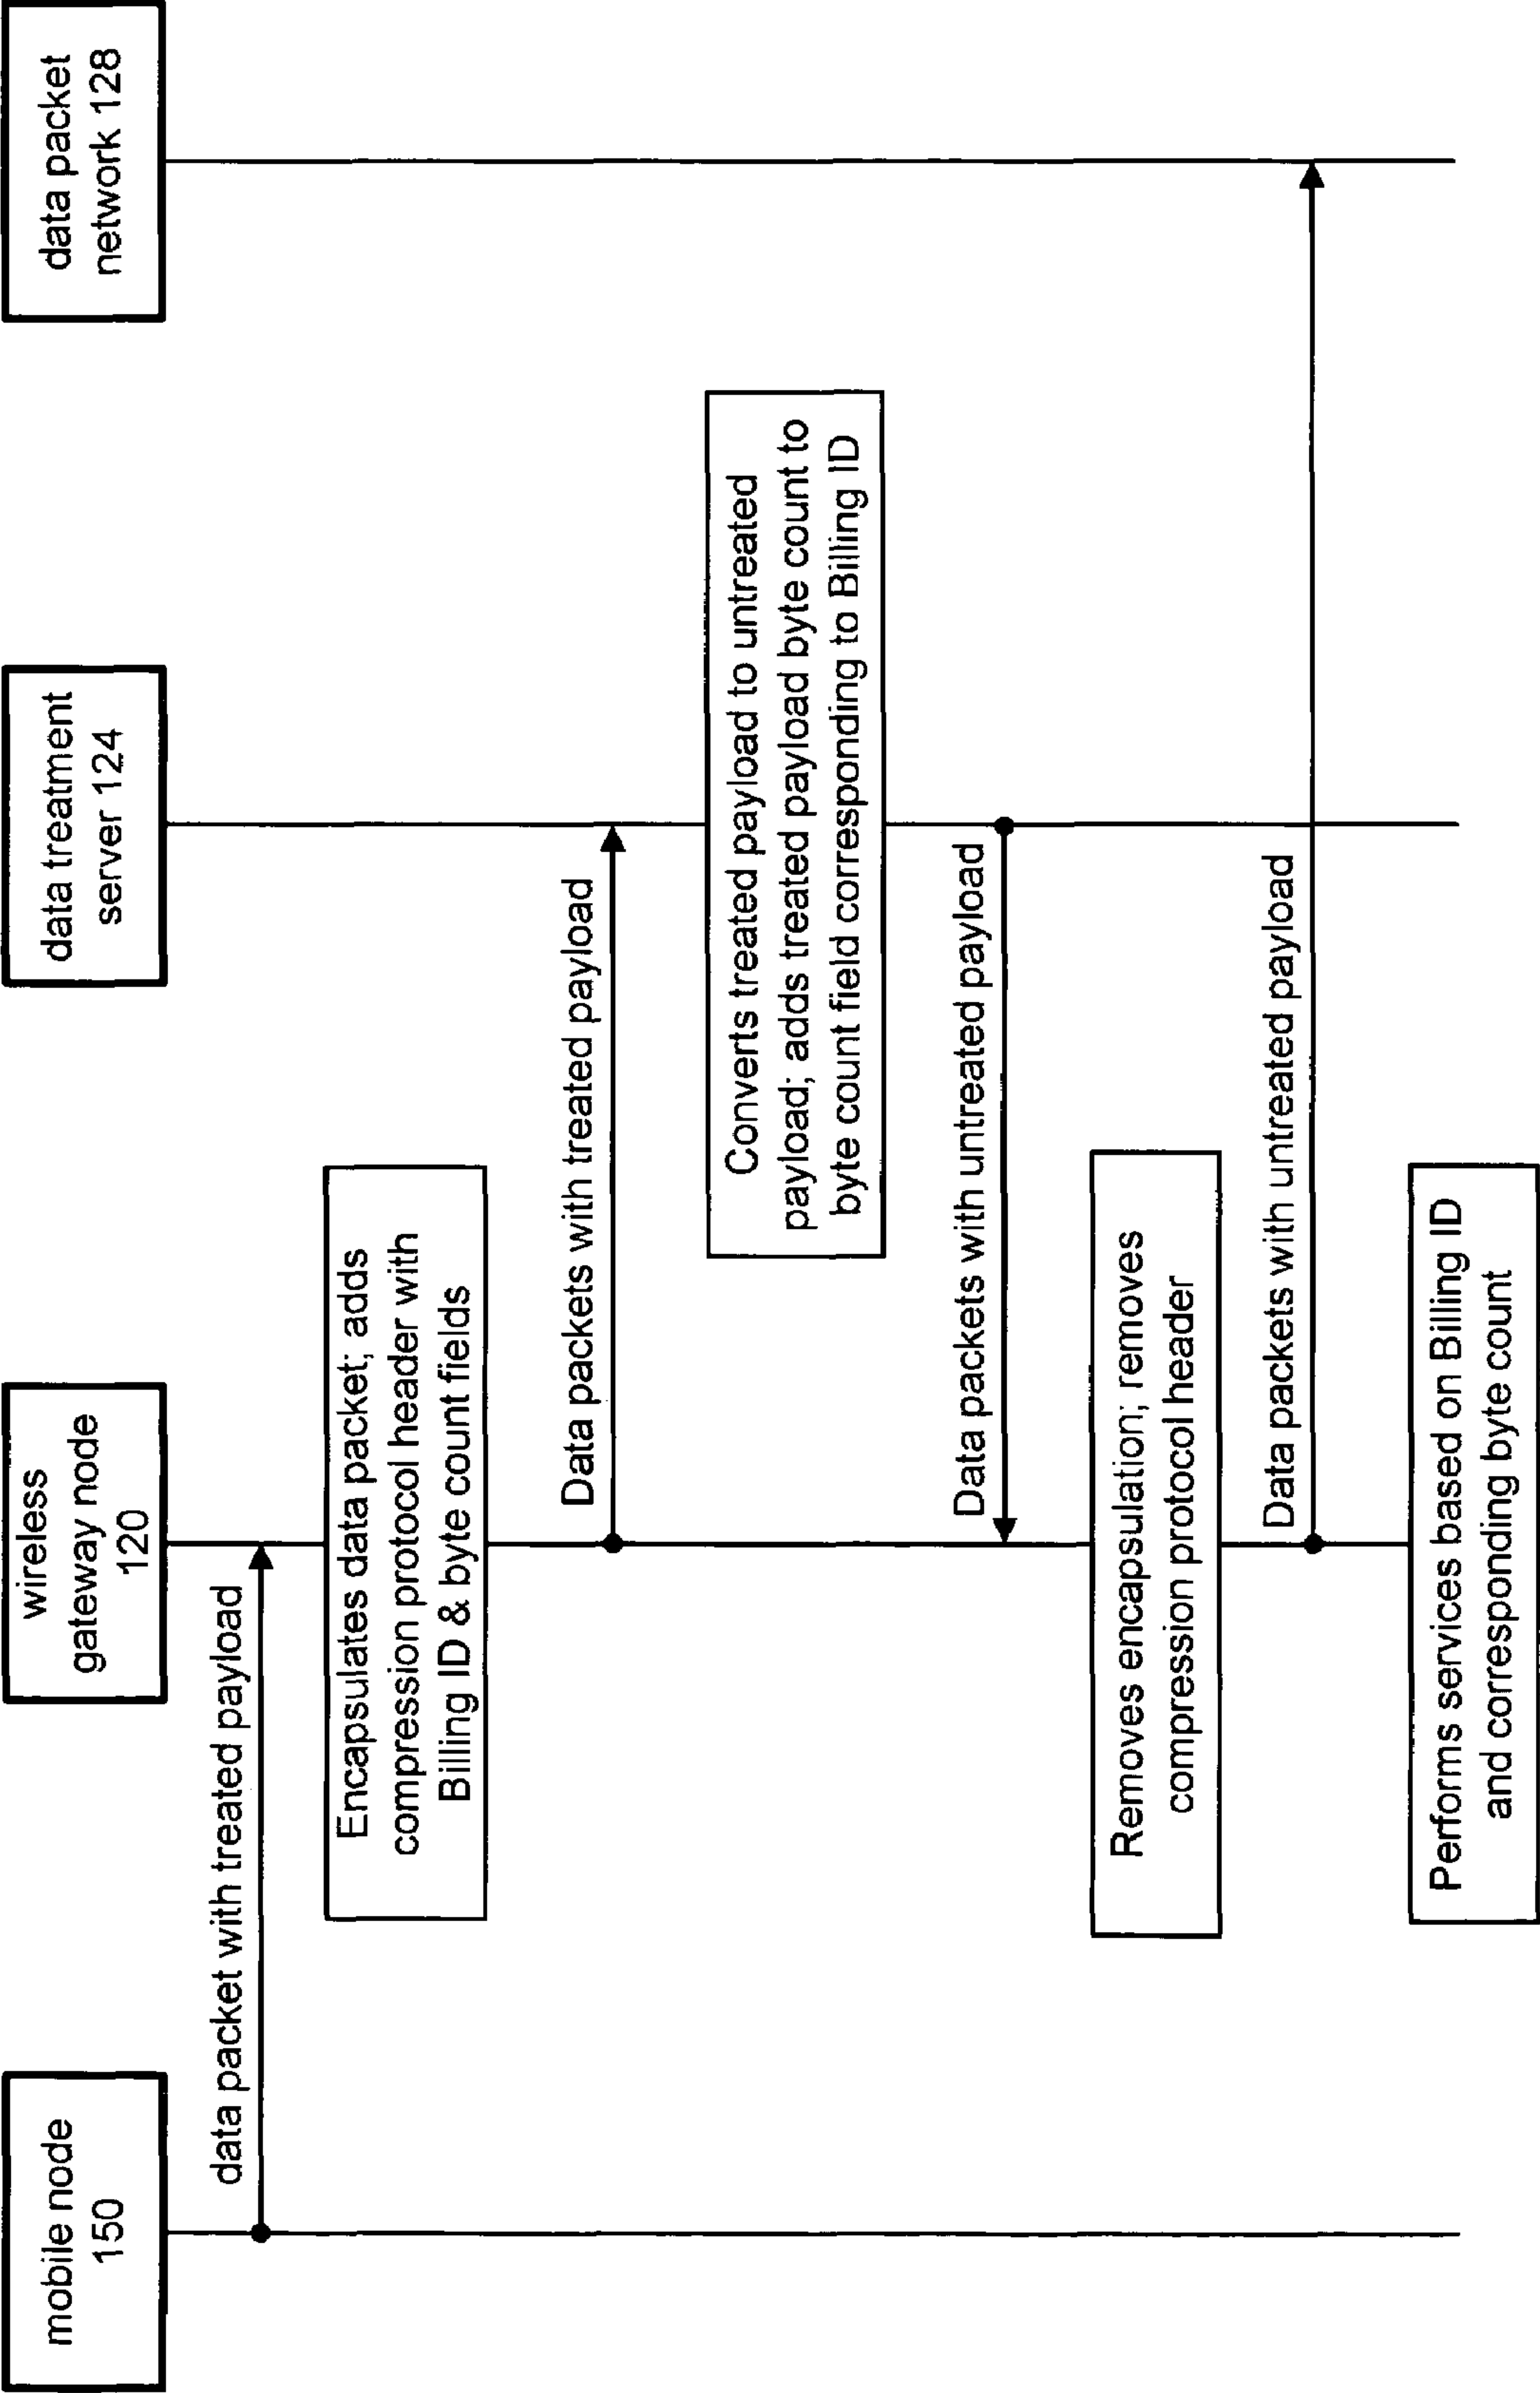 mobile node
150
wireless
gateway node
120
data treatment
server 124
data packet
network 128
data packet with treated payload
Encapsulates data packet; adds
compression protocol header with
Billing ID & byte count fields
Data packets with treated payload
Converts treated payload to untreated
payload; adds treated payload byte count to
byte count field corresponding to Billing ID
Data packets with untreated payload
Removes encapsulation; removes
compression protocol header
Data packets with untreated payload
Performs services based on Billing ID
and corresponding byte count